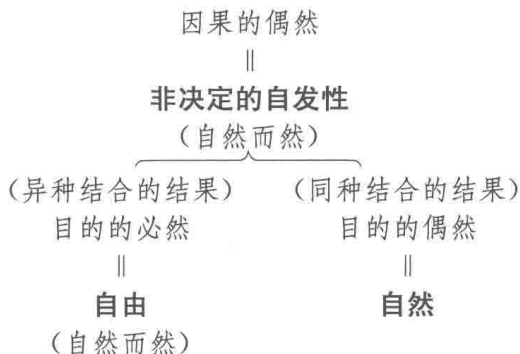 因果的偶然
||
非决定的自发性
（自然而然）
（异种结合的结果） （同种结合的结果）
目的的必然 目的的偶然
|| ||
自由 自然
（自然而然）